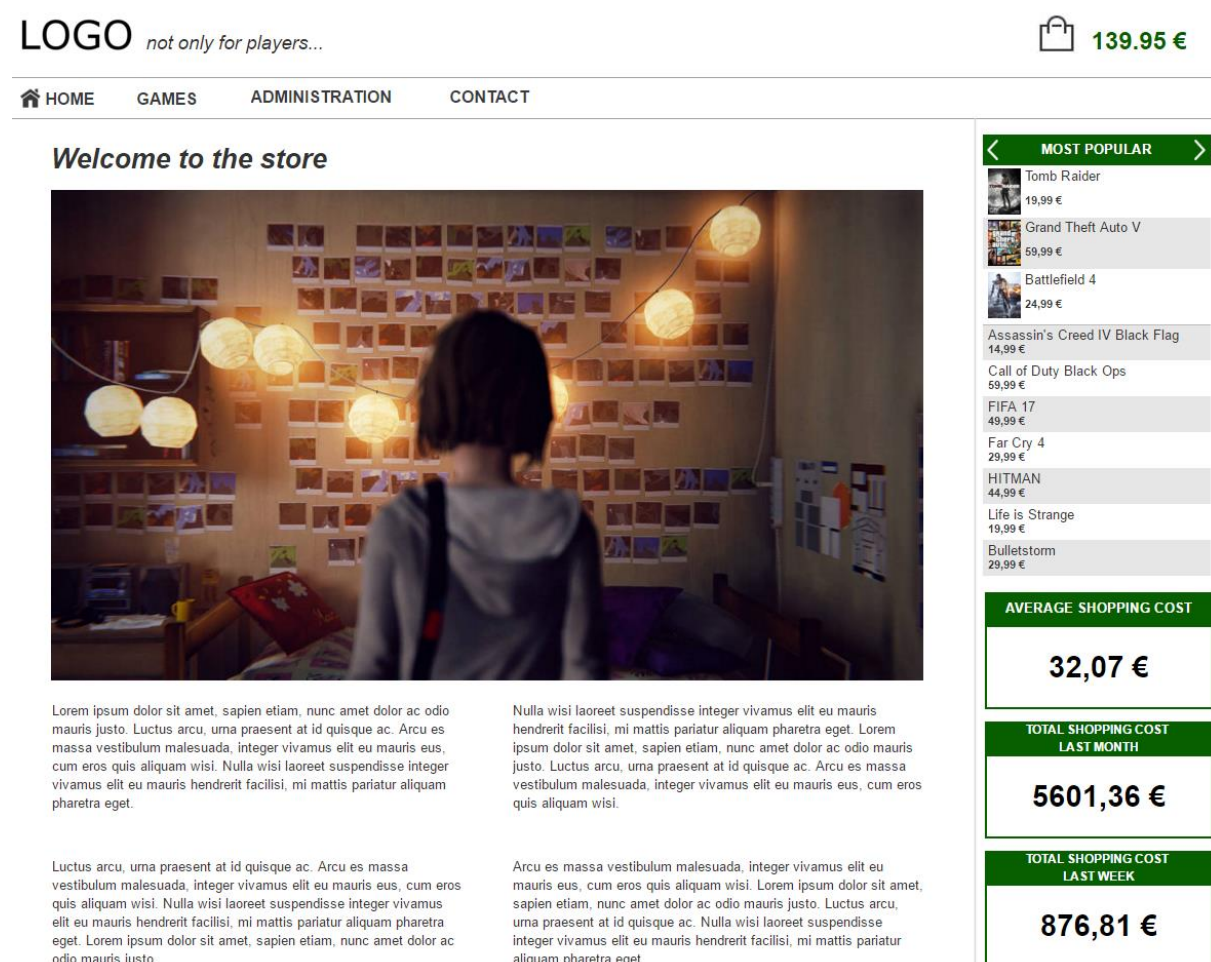 LOGO not only for players...
139.95 €
HOME GAMES ADMINISTRATION CONTACT
Welcome to the store
Lorem ipsum dolor sit amet, sapien etiam, nunc amet dolor ac odio
mauris justo. Luctus arcu, urna praesent at id quisque ac. Arcu es
massa vestibulum malesuada, integer vivamus elit eu mauris eus,
cum eros quis aliquam wisi. Nulla wisi laoreet suspendisse integer
vivamus elit eu mauris hendrerit facilisi, mi mattis pariatur aliquam
pharetra eget.
Nulla wisi laoreet suspendisse integer vivamus elit eu mauris
hendrerit facilisi, mi mattis pariatur aliquam pharetra eget. Lorem
ipsum dolor sit amet, sapien etiam, nunc amet dolor ac odio mauris
justo. Luctus arcu, urna praesent at id quisque ac. Arcu es massa
vestibulum malesuada, integer vivamus elit eu mauris eus, cum eros
quis aliquam wisi.
Luctus arcu, urna praesent at id quisque ac. Arcu es massa
vestibulum malesuada, integer vivamus elit eu mauris eus, cum eros
quis aliquam wisi. Nulla wisi laoreet suspendisse integer vivamus
elit eu mauris hendrerit facilisi, mi mattis pariatur aliquam pharetra
eget. Lorem ipsum dolor sit amet, sapien etiam, nunc amet dolor ac
odio mauris justo.
Arcu es massa vestibulum malesuada, integer vivamus elit eu
mauris eus, cum eros quis aliquam wisi. Lorem ipsum dolor sit amet,
sapien etiam, nunc amet dolor ac odio mauris justo. Luctus arcu,
urna praesent at id quisque ac. Nulla wisi laoreet suspendisse
integer vivamus elit eu mauris hendrerit facilisi, mi mattis pariatur
aliquam pharetra eget.
MOST POPULAR
Tomb Raider
19,99 €
Grand Theft Auto V
59,99 €
Battlefield 4
24,99 €
Assassin's Creed IV Black Flag
14,99 €
Call of Duty Black Ops
59,99 €
FIFA 17
49,99 €
Far Cry 4
29,99 €
HITMAN
44,99 €
Life is Strange
19,99 €
Bulletstorm
29,99 €
AVERAGE SHOPPING COST
32,07 €
TOTAL SHOPPING COST
LAST MONTH
5601,36 €
TOTAL SHOPPING COST
LAST WEEK
876,81 €